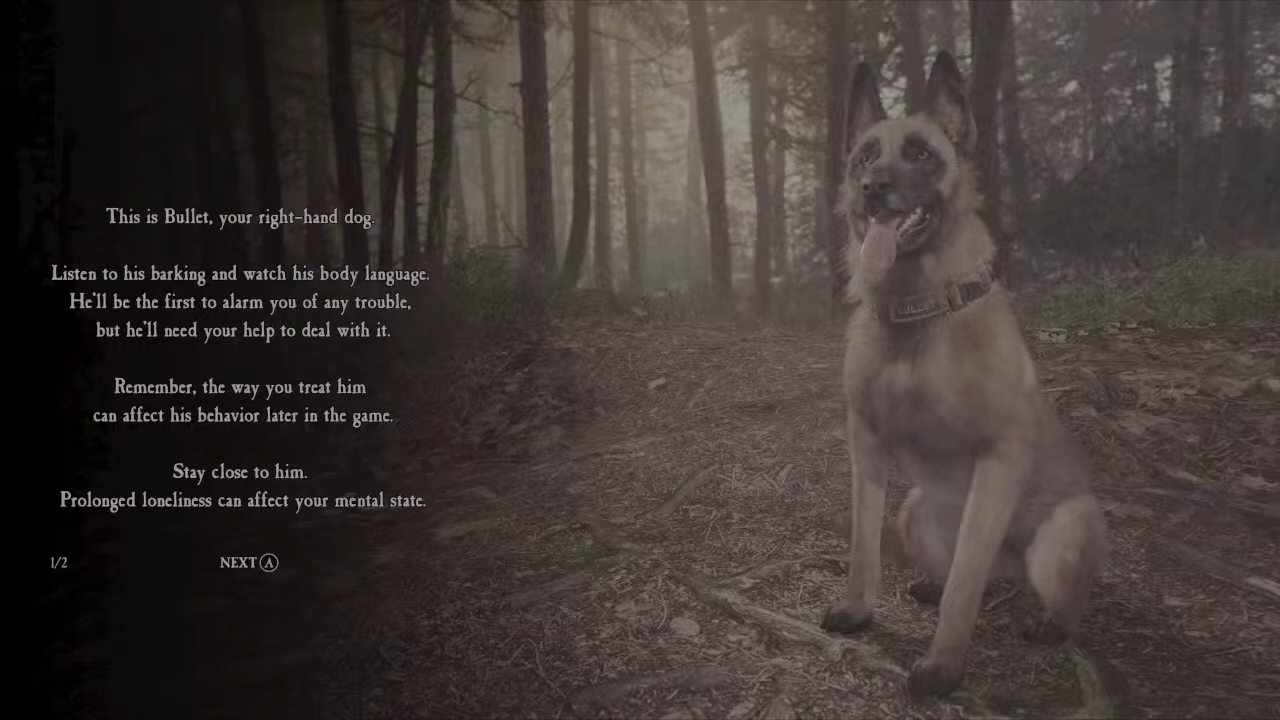 This is Bullet, your right-hand dog.
Listen to his barking and watch his body language.
He'll be the first to alarm you of any trouble,
but he'll need your help to deal with it.
Remember, the way you treat him
can affect his behavior later in the game.
Stay close to him.
Prolonged loneliness can affect your mental state.
1/2
NEXT A
BULLET